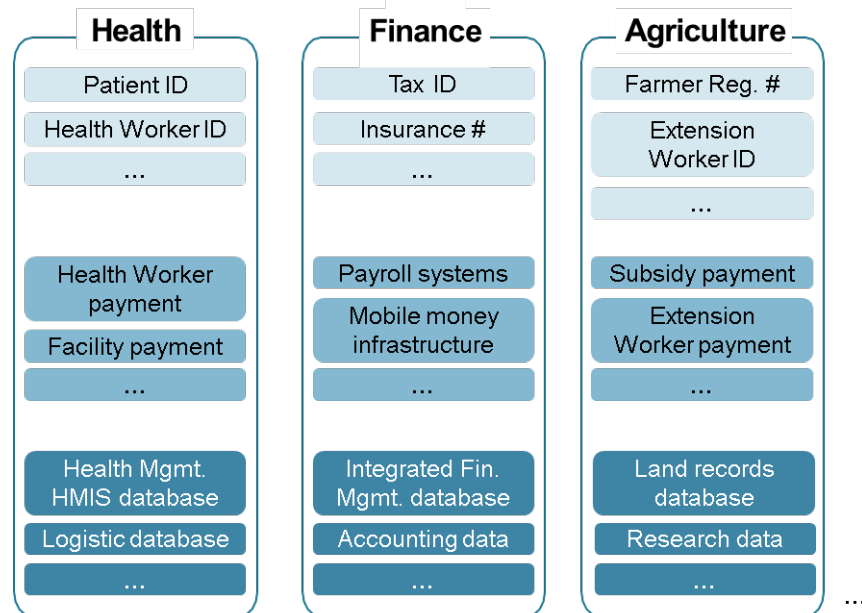 Health
Patient ID
Health Worker ID
...
Health Worker
payment
Facility payment
...
Health Mgmt.
HMIS database
Logistic database
...
Finance
Tax ID
Insurance #
...
Payroll systems
Mobile money
infrastructure
...
Integrated Fin.
Mgmt. database
Accounting data
...
Agriculture
Farmer Reg. #
Extension
Worker ID
...
Subsidy payment
Extension
Worker payment
...
Land records
database
Research data
...
...